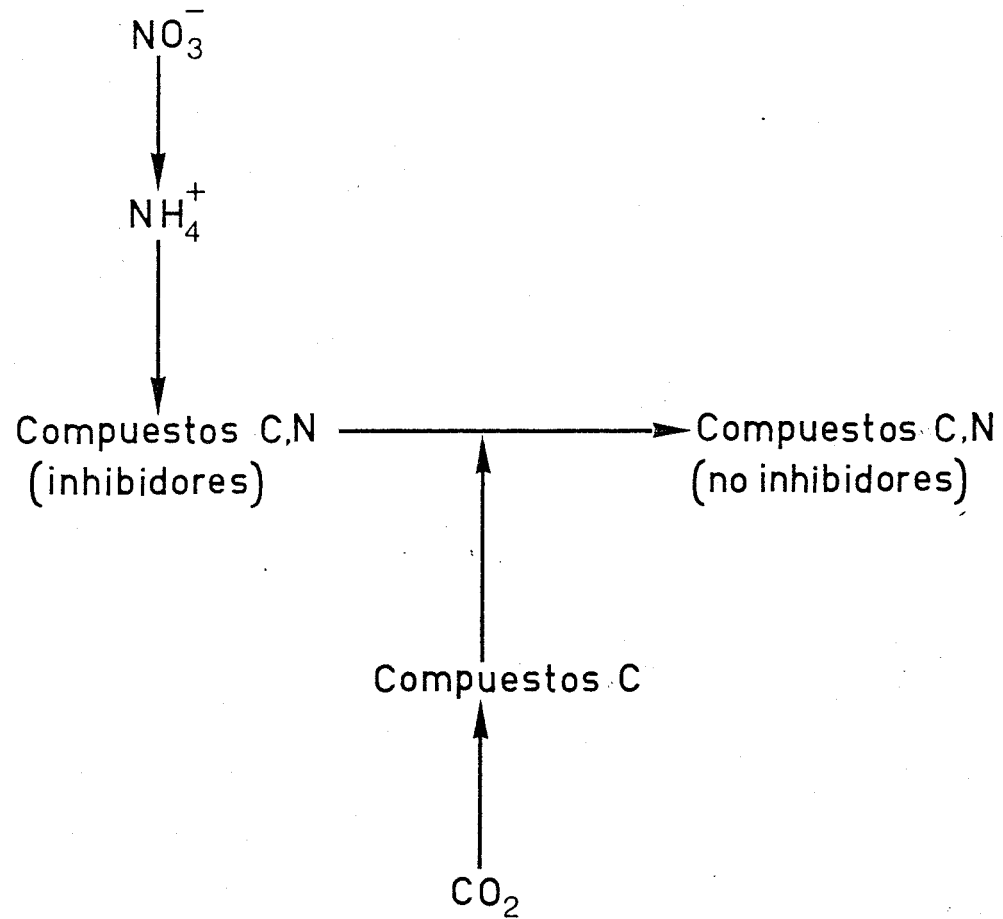 NO₃⁻
NH₄⁺
Compuestos C,N
(inhibidores)
Compuestos C,N
(no inhibidores)
Compuestos C
CO₂